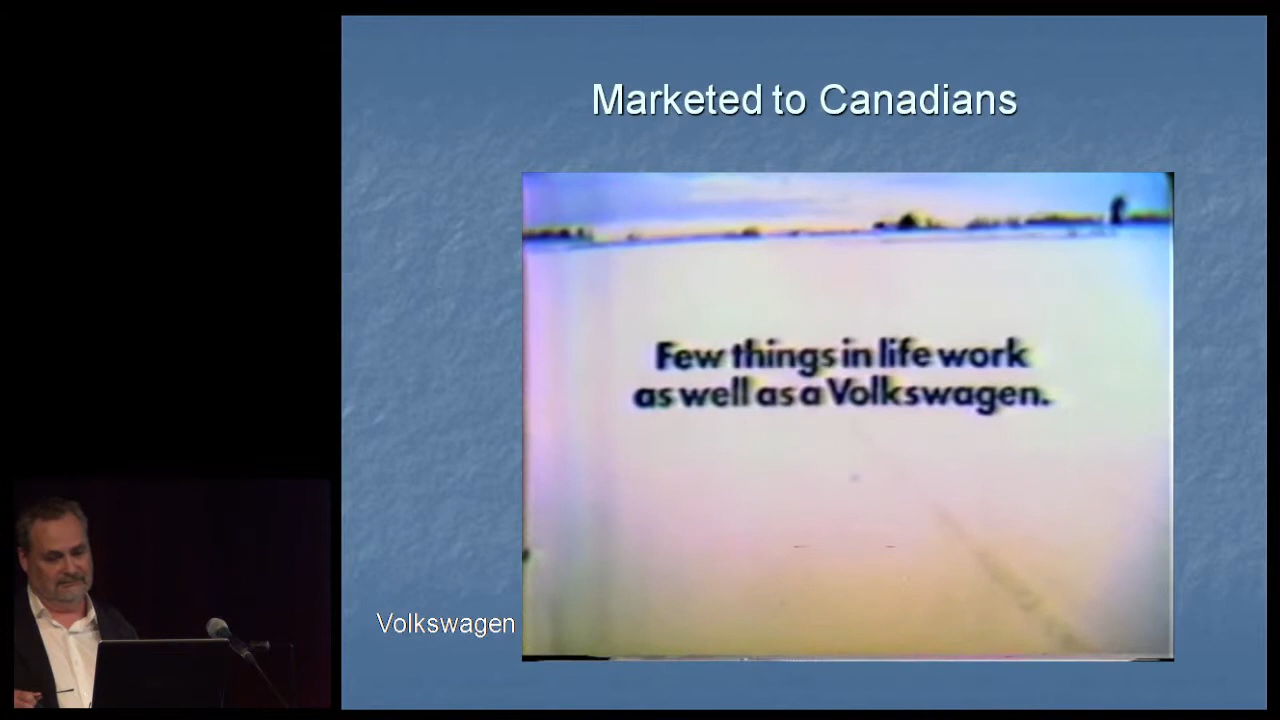 Marketed to Canadians
Few things in life work
as well as a Volkswagen.
Volkswagen